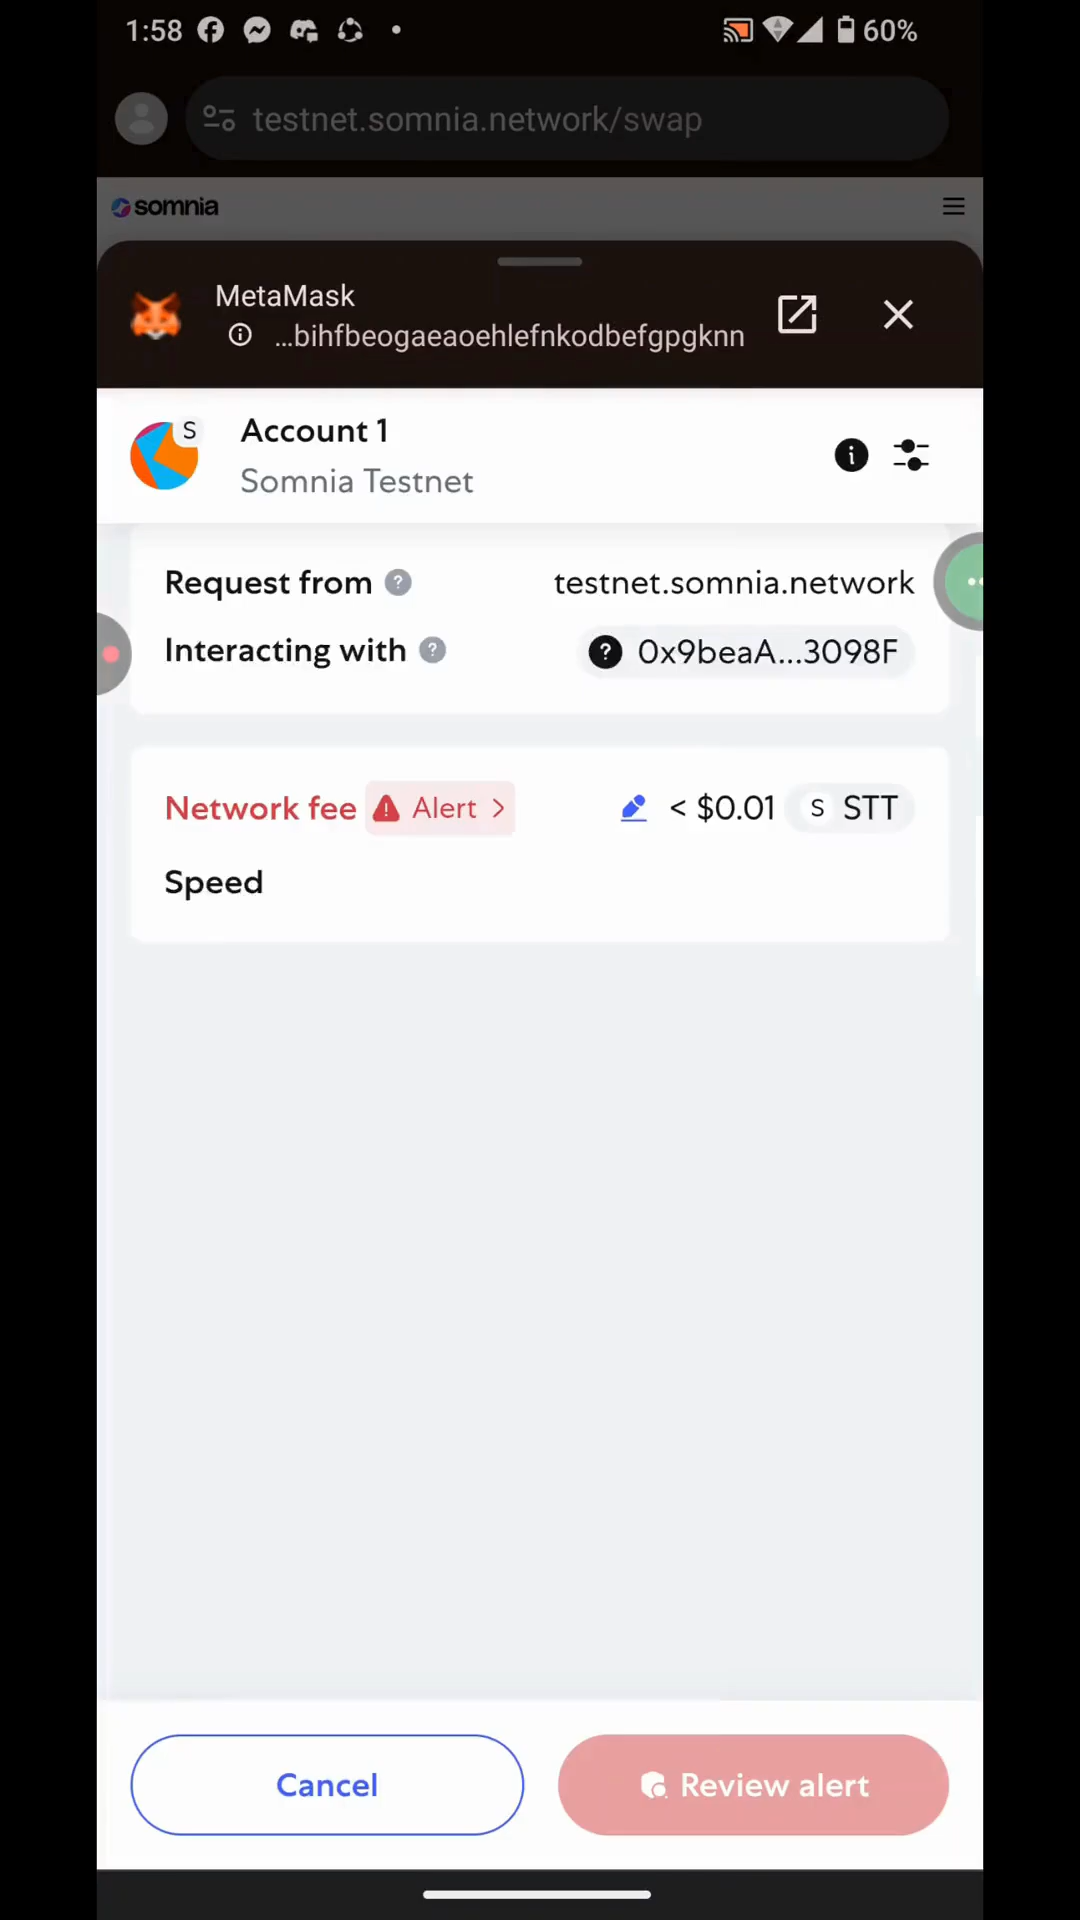 1:58
60%
testnet.somnia.network/swap
somnia
MetaMask
...bihfbeogaeaoehlefnkodbefgpgknn
S
Account 1
Somnia Testnet
Request from
testnet.somnia.network
Interacting with
0x9beaA...3098F
Network fee Alert > < $0.01 S STT
Speed
Cancel
Review alert